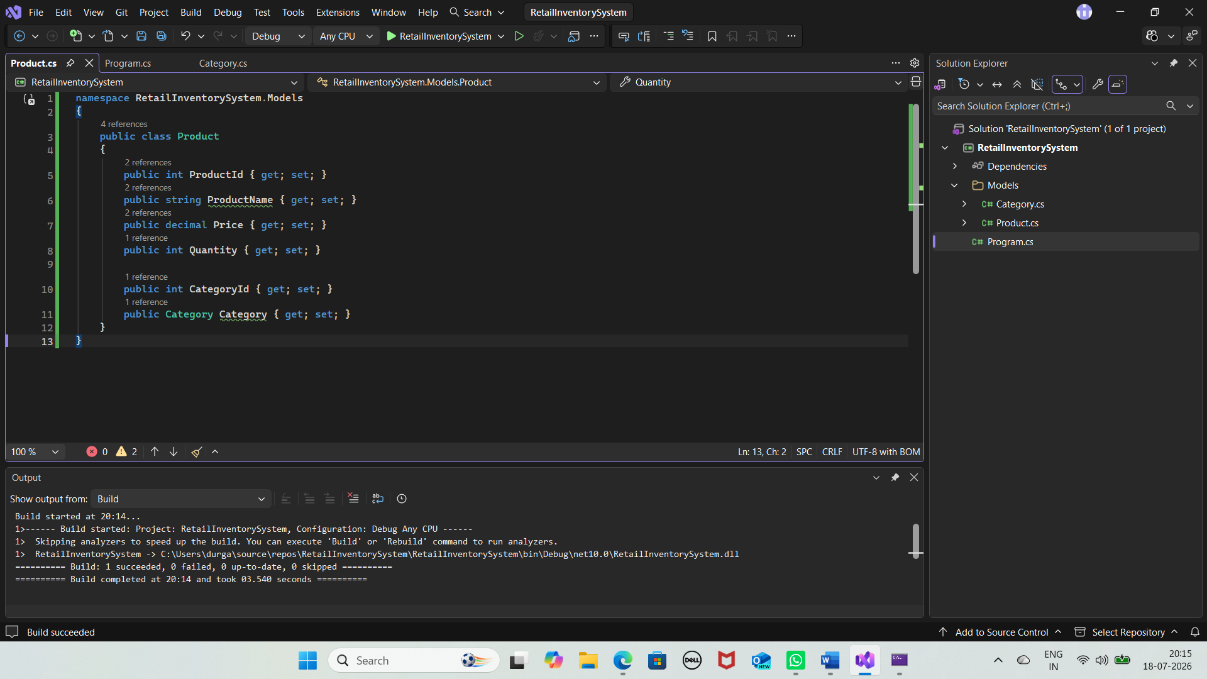 File Edit View Git Project Build Debug Test Tools Extensions Window Help Search RetailInventorySystem
Debug Any CPU RetailInventorySystem
Product.cs Program.cs Category.cs
RetailInventorySystem RetailInventorySystem.Models.Product Quantity
1 namespace RetailInventorySystem.Models
2 {
4 references
3 public class Product
4 {
2 references
5 public int ProductId { get; set; }
2 references
6 public string ProductName { get; set; }
2 references
7 public decimal Price { get; set; }
1 reference
8 public int Quantity { get; set; }
9
1 reference
10 public int CategoryId { get; set; }
1 reference
11 public Category Category { get; set; }
12 }
13 }
100 % 0 2 Ln: 13, Ch: 2 SPC CRLF UTF-8 with BOM
Output
Show output from: Build
Build started at 20:14...
1>------ Build started: Project: RetailInventorySystem, Configuration: Debug Any CPU ------
1> Skipping analyzers to speed up the build. You can execute 'Build' or 'Rebuild' command to run analyzers.
1> RetailInventorySystem -> C:\Users\durga\source\repos\RetailInventorySystem\RetailInventorySystem\bin\Debug\net10.0\RetailInventorySystem.dll
========== Build: 1 succeeded, 0 failed, 0 up-to-date, 0 skipped ==========
========== Build completed at 20:14 and took 03.540 seconds ==========
Solution Explorer
Search Solution Explorer (Ctrl+;)
Solution 'RetailInventorySystem' (1 of 1 project)
RetailInventorySystem
Dependencies
Models
C# Category.cs
C# Product.cs
C# Program.cs
Build succeeded Add to Source Control Select Repository
Search DELL NEW W ENG IN 20:15
18-07-2026